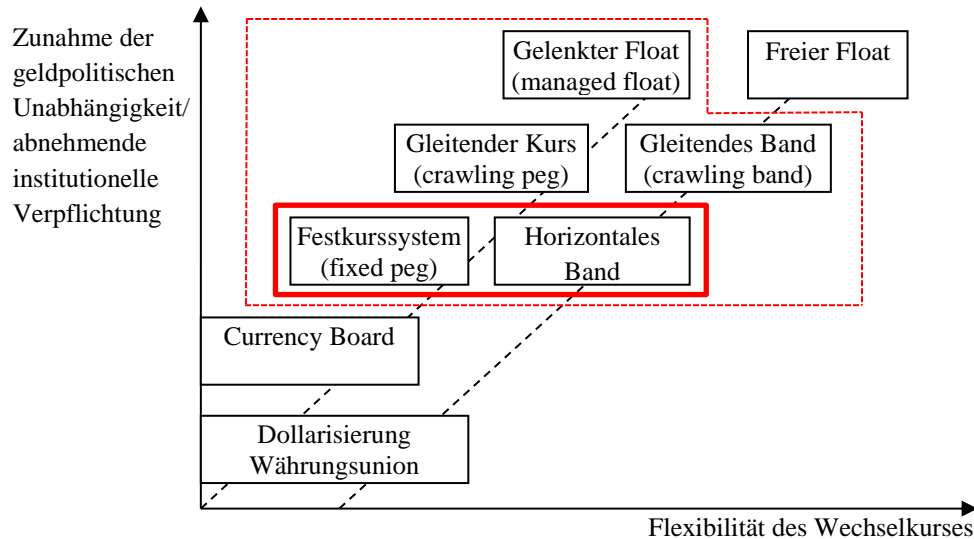 Zunahme der
geldpolitischen
Unabhängigkeit/
abnehmende
institutionelle
Verpflichtung
Gelenkter Float
(managed float)
Freier Float
Gleitender Kurs
(crawling peg)
Gleitendes Band
(crawling band)
Festkurssystem
(fixed peg)
Horizontales
Band
Currency Board
Dollarisierung
Währungsunion
Flexibilität des Wechselkurses